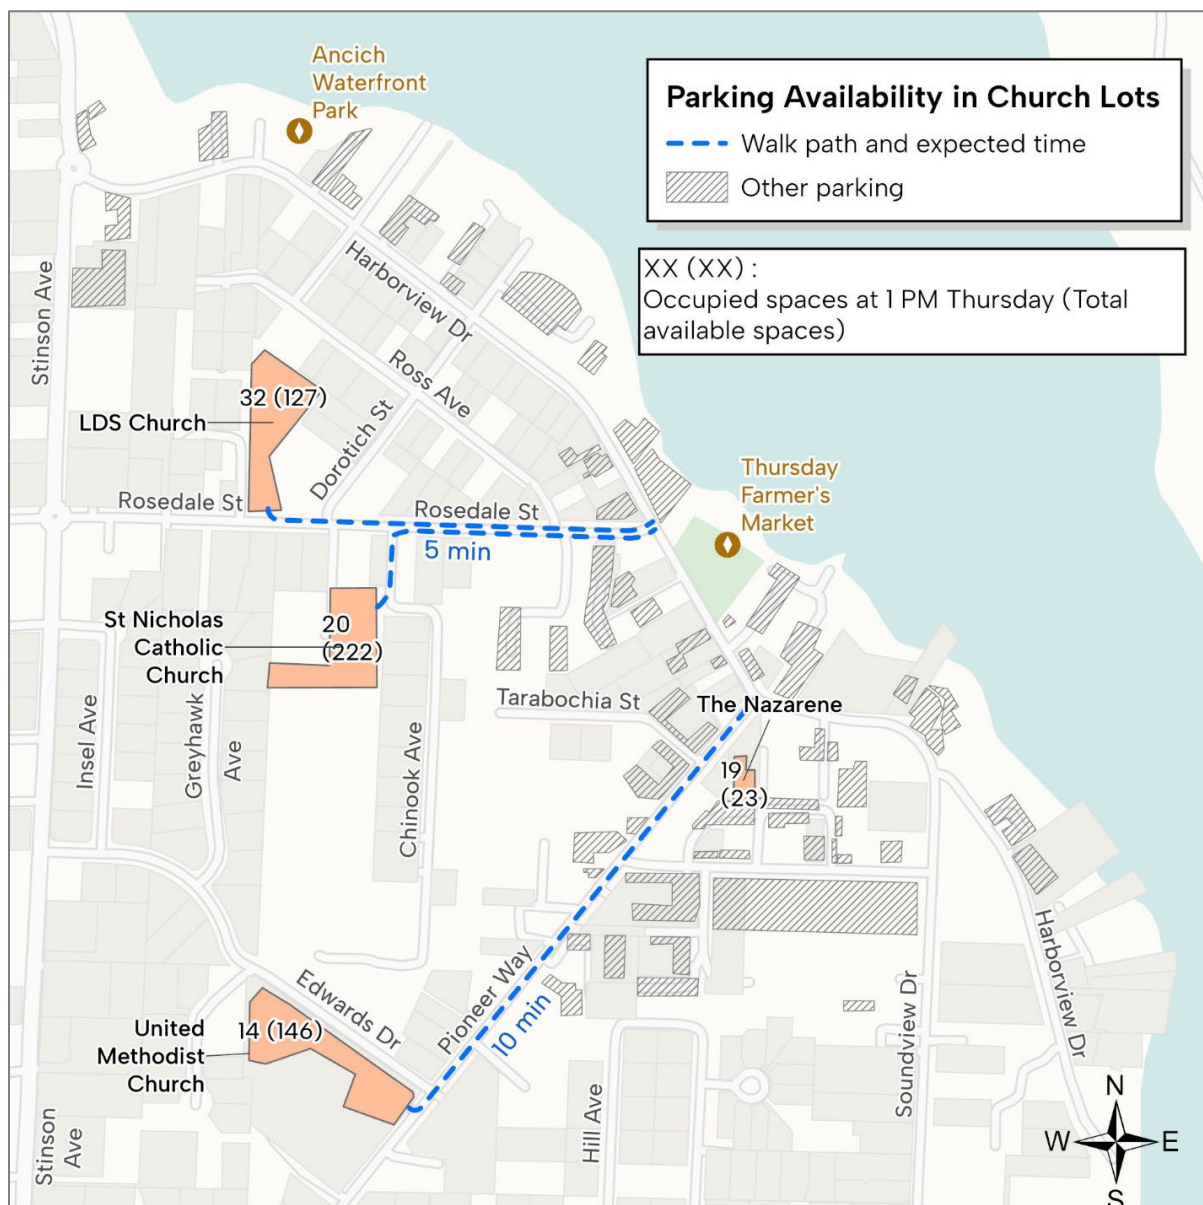 Ancich
Waterfront
Park
Parking Availability in Church Lots
Walk path and expected time
Other parking
XX (XX) :
Occupied spaces at 1 PM Thursday (Total
available spaces)
Stinson Ave
Harborview Dr
Ross Ave
Dorotich St
32 (127)
LDS Church
Rosedale St
Rosedale St
5 min
Thursday
Farmer's
Market
St Nicholas
Catholic
Church
20
(222)
Tarabochia St
The Nazarene
19
(23)
Insel Ave
Greyhawk
Ave
Chinook Ave
Edwards Dr
Pioneer Way
10 min
United
Methodist
Church
14 (146)
Stinson
Ave
Hill Ave
Soundview Dr
Harborview Dr
N
W
E
S